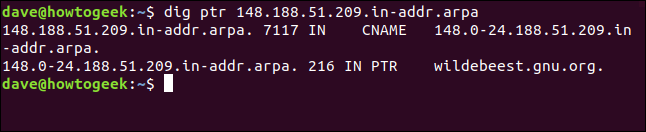 dave@howtogeek:~$ dig ptr 148.188.51.209.in-addr.arpa
148.188.51.209.in-addr.arpa. 7117 IN    CNAME   148.0-24.188.51.209.in
-addr.arpa.
148.0-24.188.51.209.in-addr.arpa. 216 IN PTR    wildebeest.gnu.org.
dave@howtogeek:~$